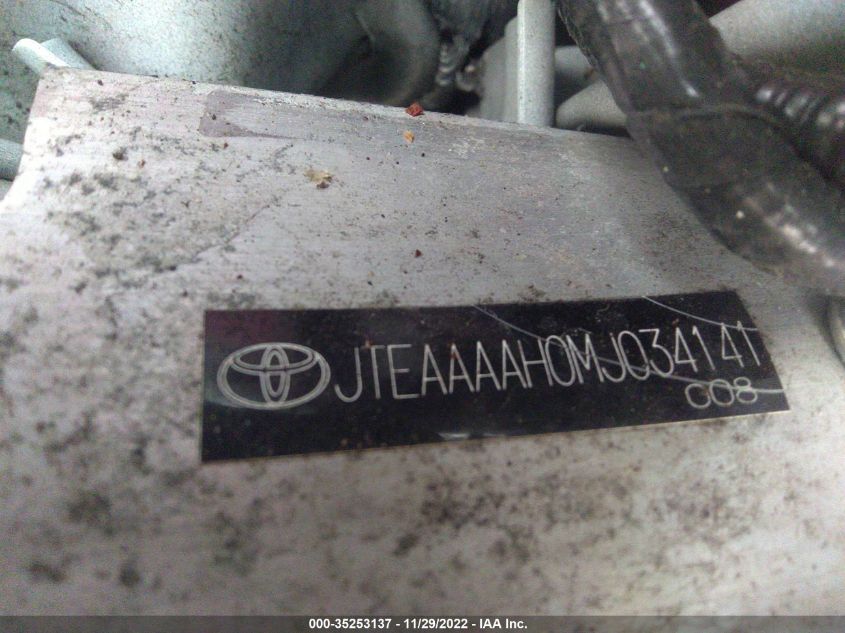 JTEAAAAH0MJ034141
C08
000-35253137 - 11/29/2022 - IAA Inc.